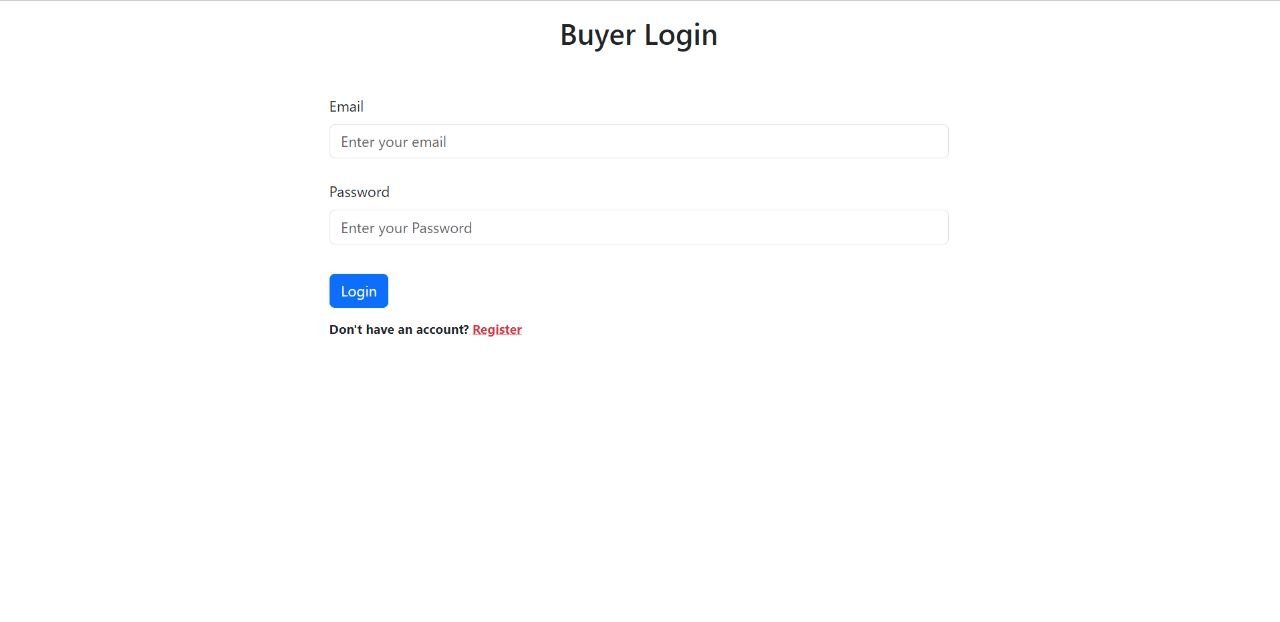 Buyer Login
Email
Enter your email
Password
Enter your Password
Login
Don't have an account? Register